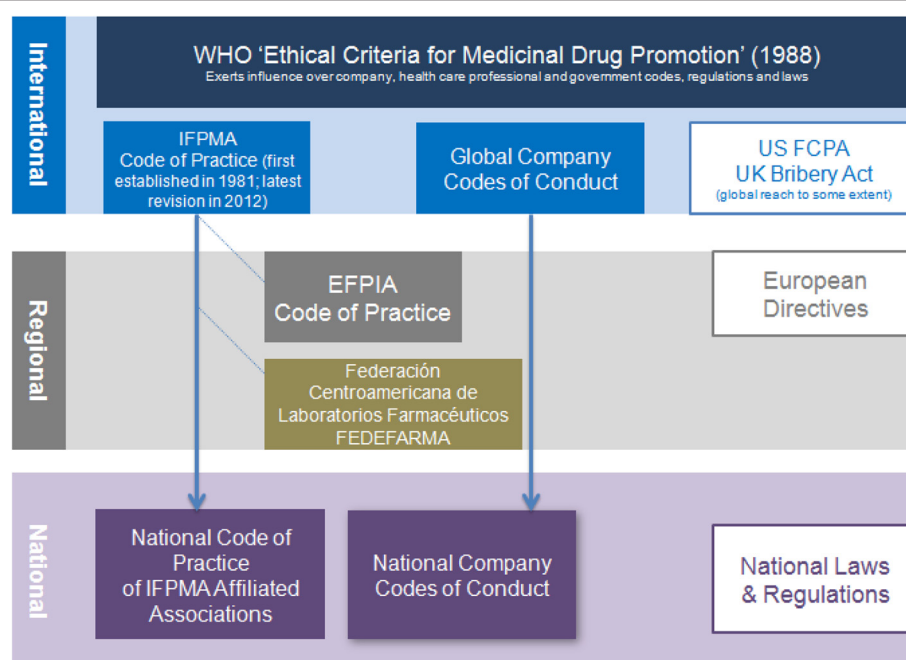 International
WHO ‘Ethical Criteria for Medicinal Drug Promotion’ (1988)
Exerts influence over company, health care professional and government codes, regulations and laws
IFPMA
Code of Practice (first
established in 1981; latest
revision in 2012)
Global Company
Codes of Conduct
US FCPA
UK Bribery Act
(global reach to some extent)
Regional
EFPIA
Code of Practice
European
Directives
Federación
Centroamericana de
Laboratorios Farmacéuticos
FEDEFARMA
National
National Code of
Practice
of IFPMA Affiliated
Associations
National Company
Codes of Conduct
National Laws
& Regulations